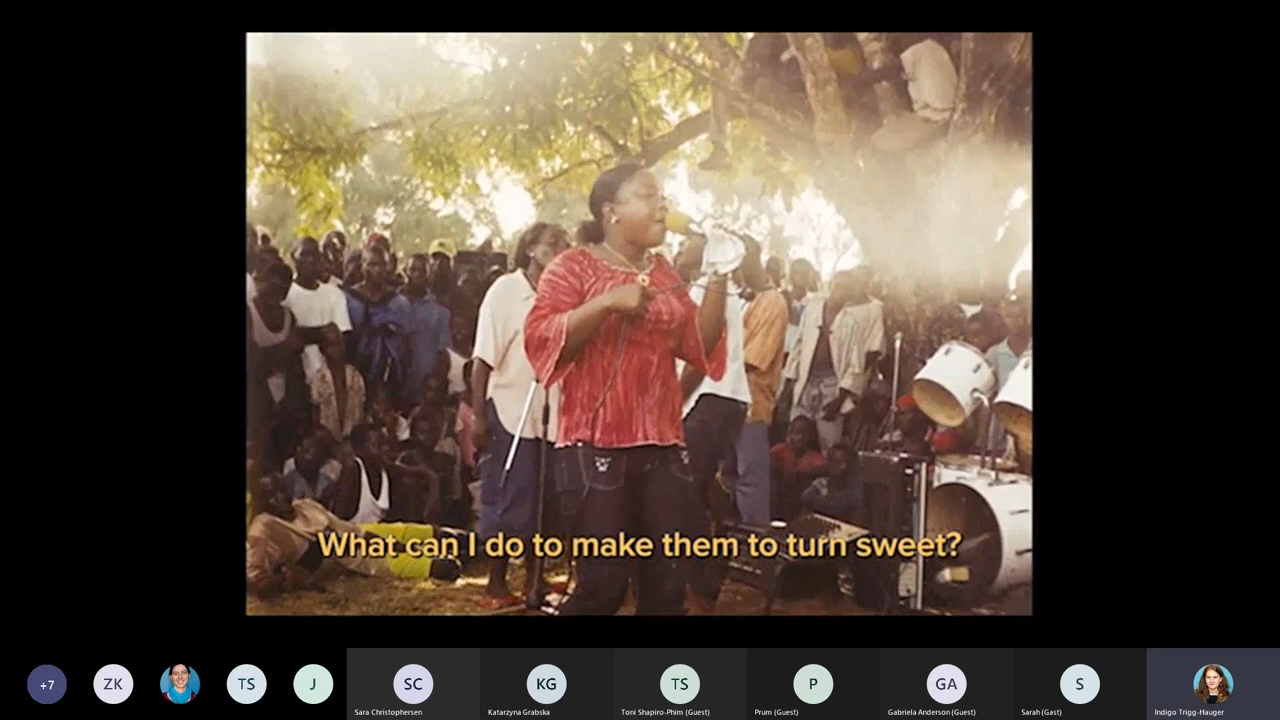 What can I do to make them to turn sweet?
+7
ZK
TS
J
SC
KG
TS
P
GA
S
Sara Christophersen
Katarzyna Grabska
Toni Shapiro-Phim (Guest)
Prum (Guest)
Gabriela Anderson (Guest)
Sarah (Gast)
Indigo Trigg-Hauger